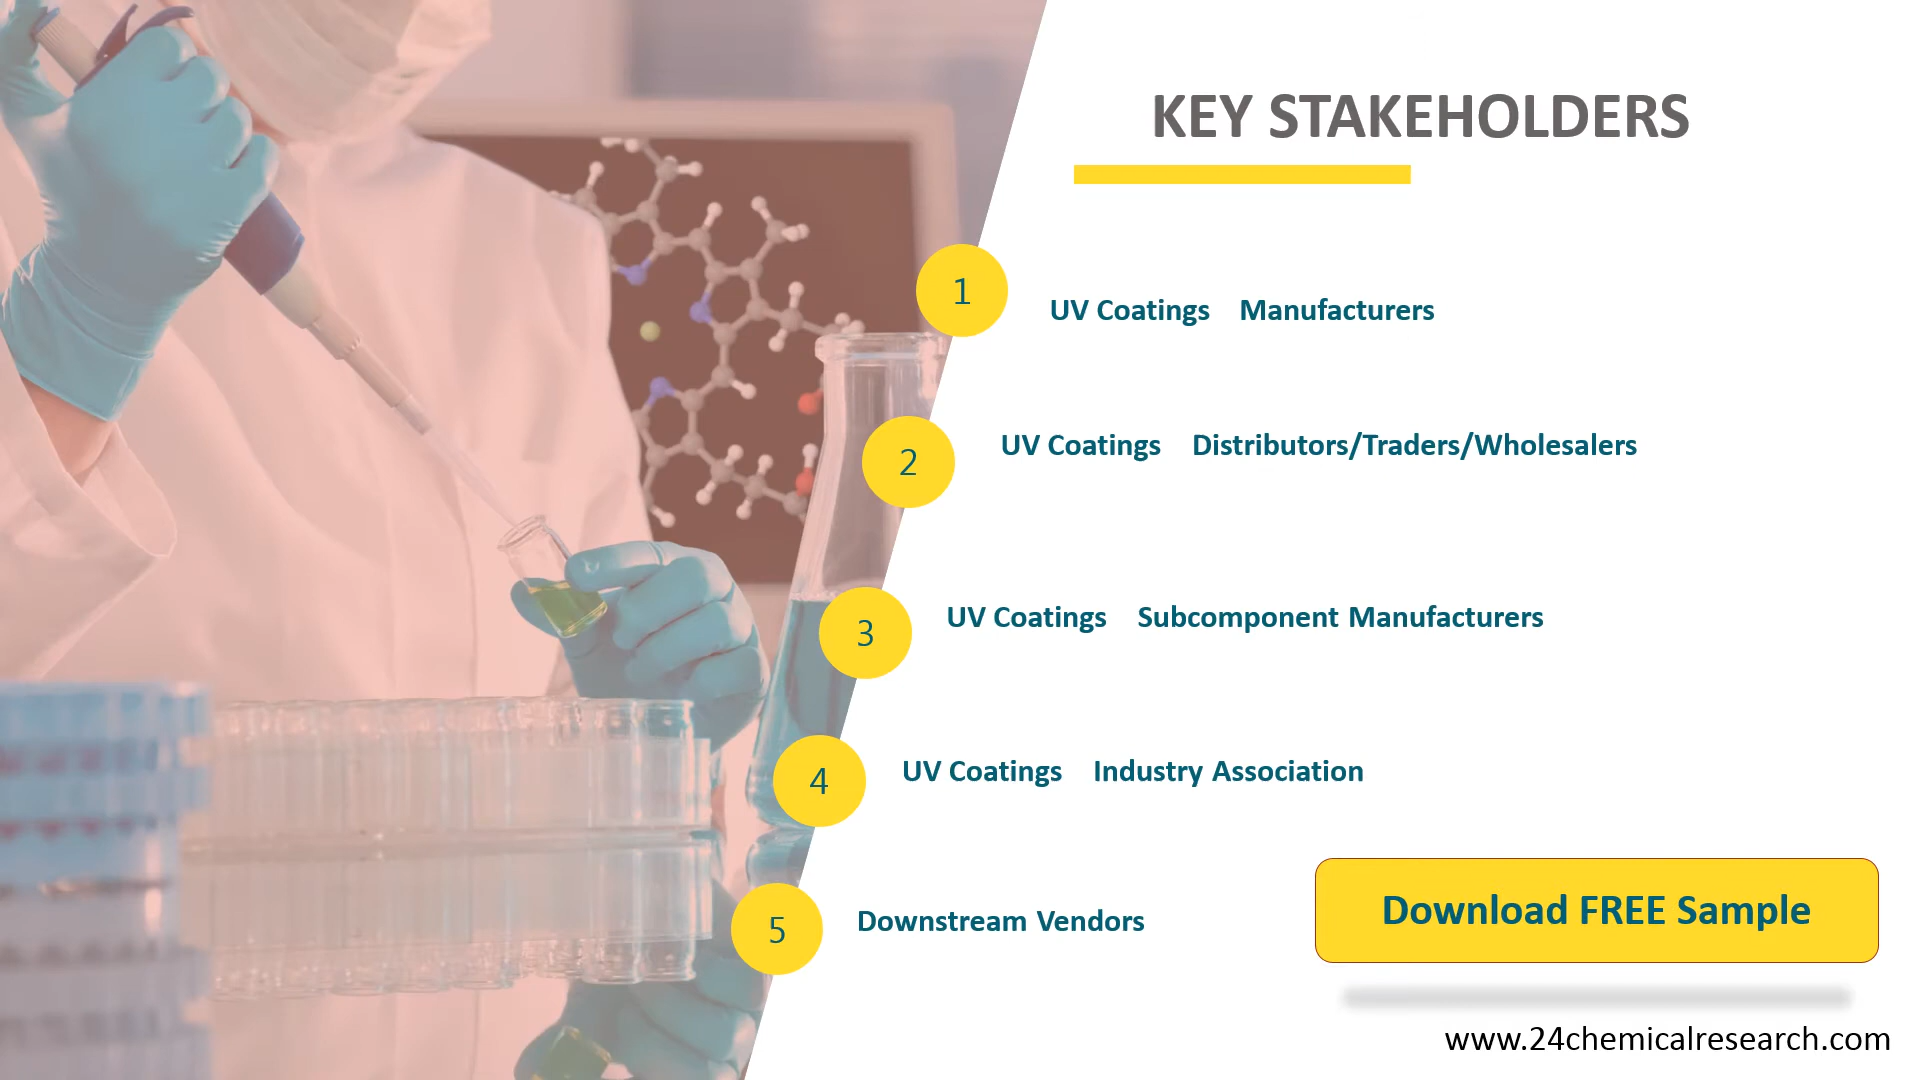 KEY STAKEHOLDERS
1
UV Coatings Manufacturers
2
UV Coatings Distributors/Traders/Wholesalers
3
UV Coatings Subcomponent Manufacturers
4
UV Coatings Industry Association
5
Downstream Vendors
Download FREE Sample
www.24chemicalresearch.com